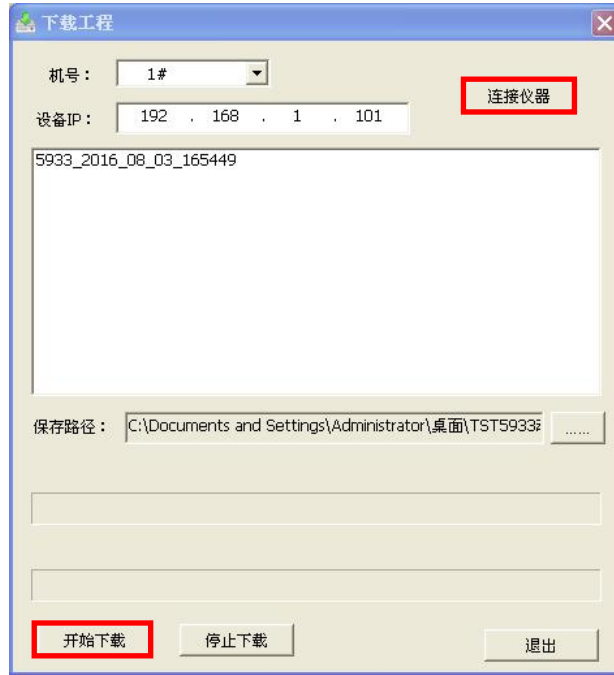 下载工程
机号： 1#
连接仪器
设备IP： 192 . 168 . 1 . 101
5933_2016_08_03_165449
保存路径： C:\Documents and Settings\Administrator\桌面\TST5933 ......
开始下载 停止下载 退出